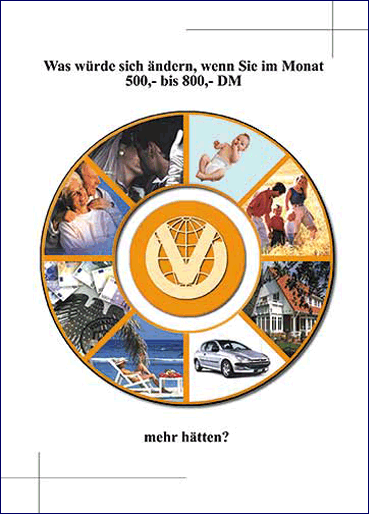 Was würde sich ändern, wenn Sie im Monat
500,- bis 800,- DM
mehr hätten?